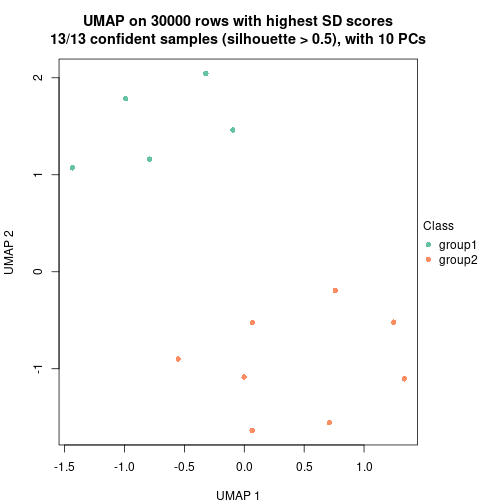 UMAP on 30000 rows with highest SD scores
13/13 confident samples (silhouette > 0.5), with 10 PCs
2
1
0
-1
UMAP 2
Class
group1
group2
-1.5 -1.0 -0.5 0.0 0.5 1.0
UMAP 1